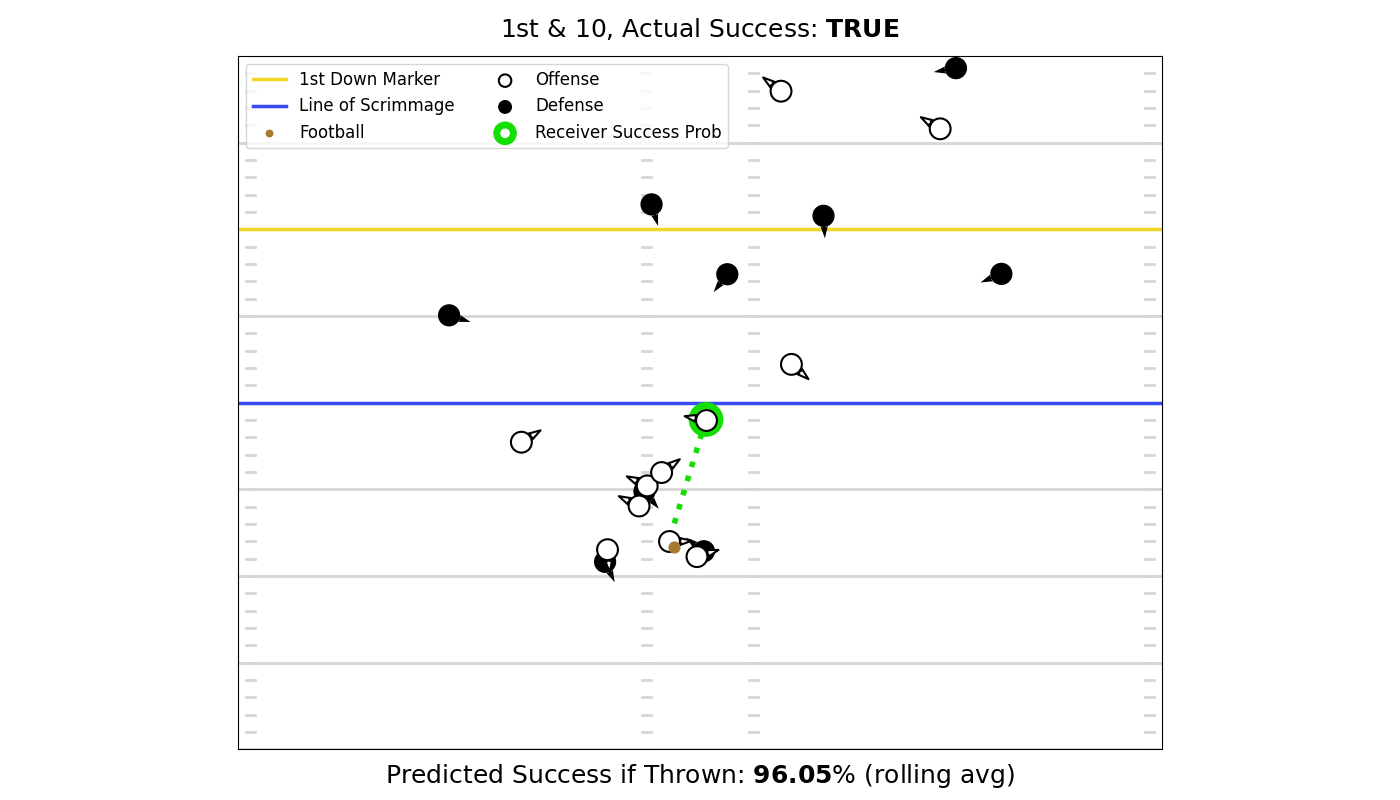 1st & 10, Actual Success: TRUE
1st Down Marker
Line of Scrimmage
Football
Offense
Defense
Receiver Success Prob
Predicted Success if Thrown: 96.05% (rolling avg)